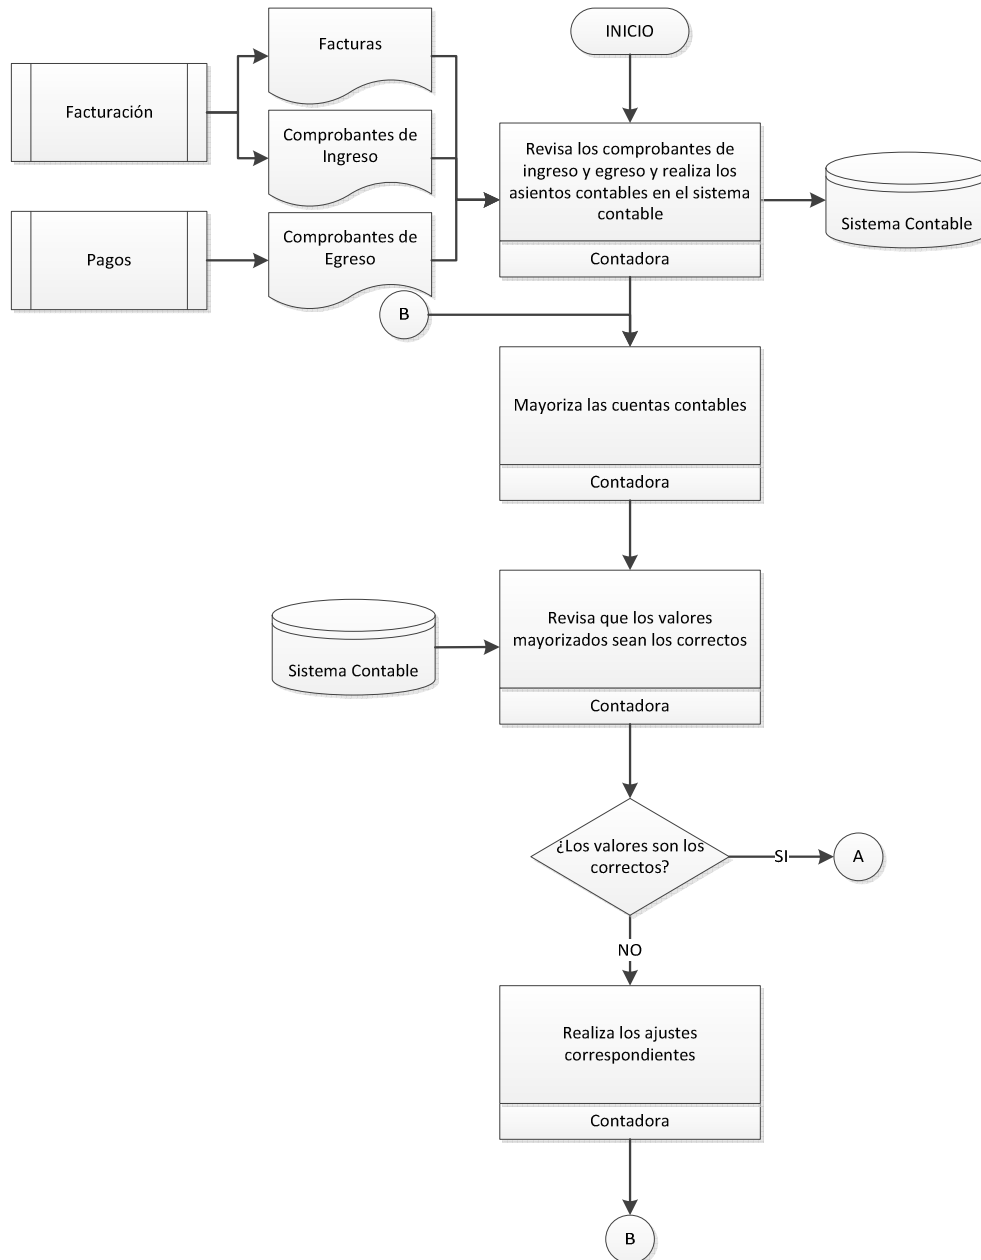 Facturas
INICIO
Facturación
Comprobantes de
Ingreso
Revisa los comprobantes de
ingreso y egreso y realiza los
asientos contables en el sistema
contable
Contadora
Sistema Contable
Pagos
Comprobantes de
Egreso
B
Mayoriza las cuentas contables
Contadora
Revisa que los valores
mayorizados sean los correctos
Contadora
Sistema Contable
¿Los valores son los
correctos?
SI
A
NO
Realiza los ajustes
correspondientes
Contadora
B